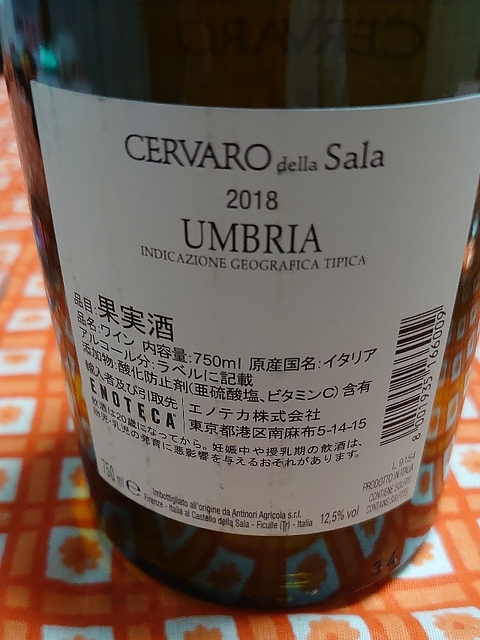 CERVARO della Sala
2018
UMBRIA
INDICAZIONE GEOGRAFICA TIPICA
品目:果実酒
品名:ワイン 内容量:750ml 原産国名:イタリア
アルコール分:ラベルに記載
添加物:酸化防止剤(亜硫酸塩、ビタミンC)含有
輸入者及び引取先 エノテカ株式会社
ENOTECA 東京都港区南麻布5-14-15
飲酒は20歳になってから。妊娠中や授乳期の飲酒は、
胎児・乳児の発育に悪影響を与えるおそれがあります。
8 001935 166009
L 9154
PRODOTTO IN ITALIA
CONTIENE SOLFITI
CONTAINS SULFITES
750 ml e
Imbottigliato all'origine da Antinori Agricola s.r.l.
Firenze - Italia al Castello della Sala - Ficulle (Tr) - Italia
12,5% vol
CERVARO